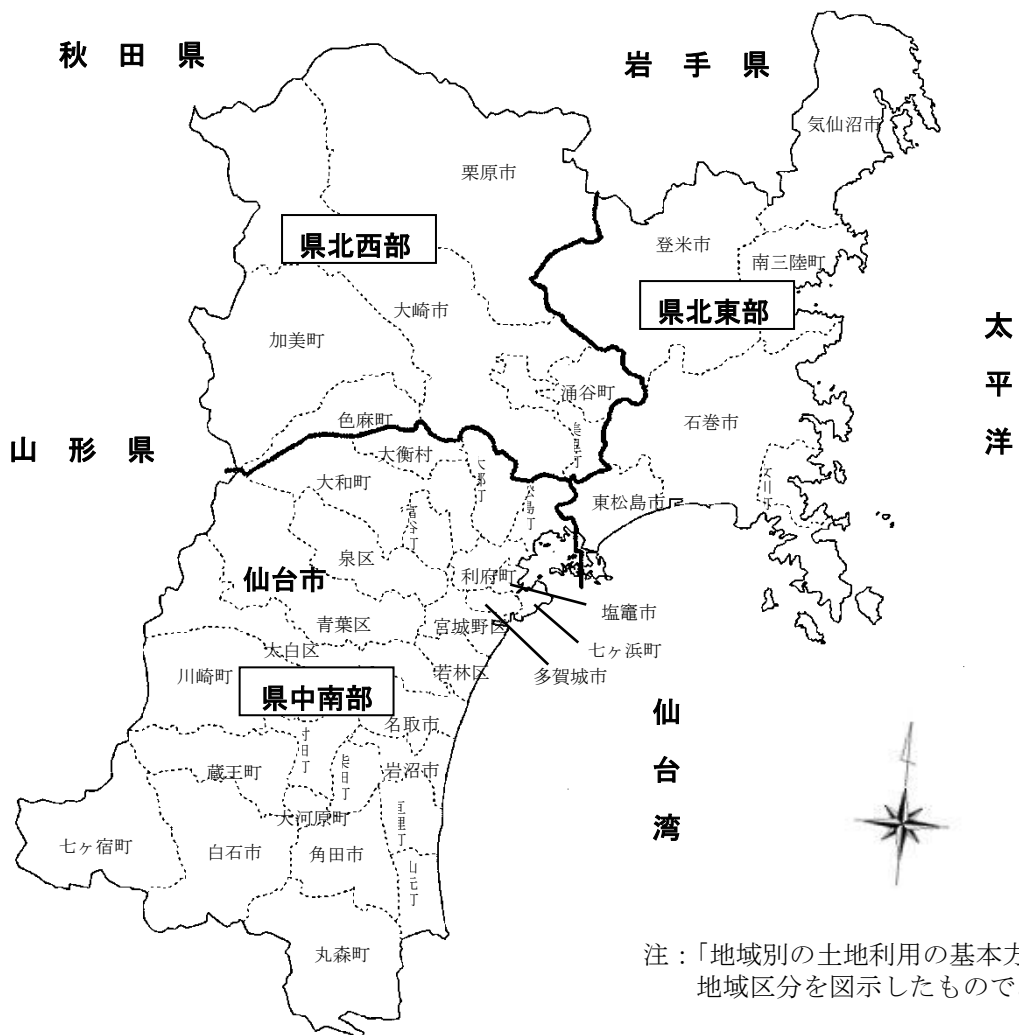 秋田県
岩手県
気仙沼市
栗原市
登米市
県北西部
南三陸町
県北東部
大崎市
加美町
太平洋
涌谷町
色麻町
石巻市
山形県
大衡村
大和町
東松島市
泉区
利府町
仙台市
塩竈市
青葉区
宮城野区
七ヶ浜町
太白区
川崎町
若林区
多賀城市
県中南部
名取市
仙台湾
蔵王町
岩沼市
大河原町
七ヶ宿町
白石市
角田市
丸森町
注：「地域別の土地利用の基本方
地域区分を図示したもので